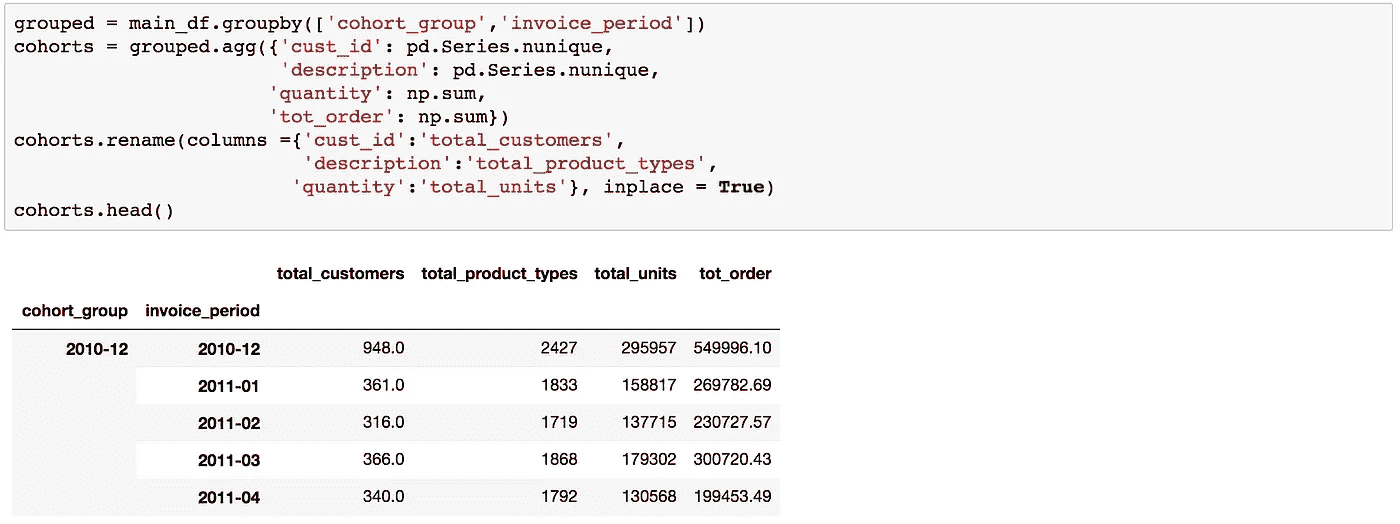 grouped = main_df.groupby(['cohort_group','invoice_period'])
cohorts = grouped.agg({'cust_id': pd.Series.nunique,
'description': pd.Series.nunique,
'quantity': np.sum,
'tot_order': np.sum})
cohorts.rename(columns ={'cust_id':'total_customers',
'description':'total_product_types',
'quantity':'total_units'}, inplace = True)
cohorts.head()
total_customers total_product_types total_units tot_order
cohort_group invoice_period
2010-12 2010-12 948.0 2427 295957 549996.10
2011-01 361.0 1833 158817 269782.69
2011-02 316.0 1719 137715 230727.57
2011-03 366.0 1868 179302 300720.43
2011-04 340.0 1792 130568 199453.49